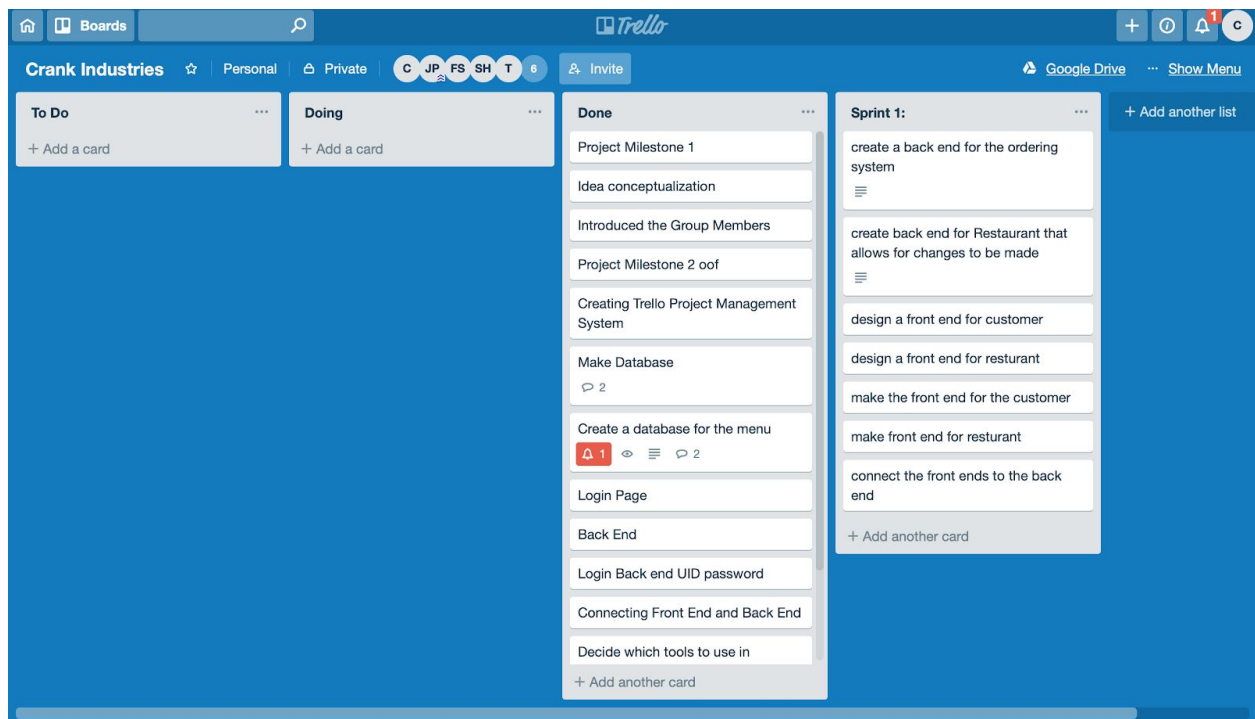 Boards
Trello
1
C
Crank Industries
Personal
Private
C JP FS SH T 6
Invite
Google Drive
... Show Menu
To Do
...
+ Add a card
Doing
...
+ Add a card
Done
...
Project Milestone 1
Idea conceptualization
Introduced the Group Members
Project Milestone 2 oof
Creating Trello Project Management
System
Make Database
2
Create a database for the menu
1
2
Login Page
Back End
Login Back end UID password
Connecting Front End and Back End
Decide which tools to use in
+ Add another card
Sprint 1:
...
create a back end for the ordering
system
create back end for Restaurant that
allows for changes to be made
design a front end for customer
design a front end for resturant
make the front end for the customer
make front end for resturant
connect the front ends to the back
end
+ Add another card
+ Add another list